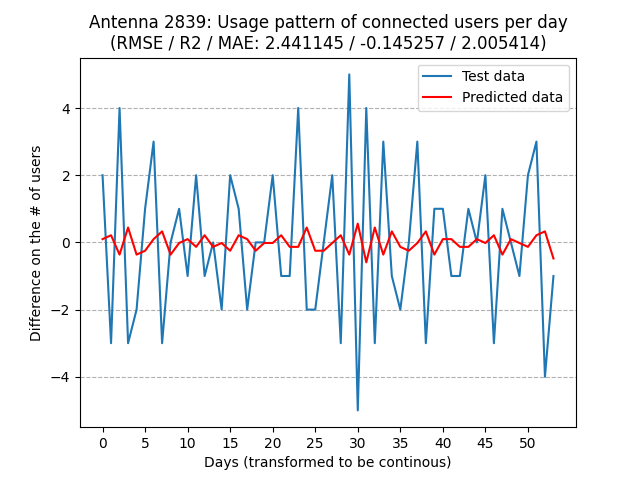 Antenna 2839: Usage pattern of connected users per day
(RMSE / R2 / MAE: 2.441145 / -0.145257 / 2.005414)
Test data
Predicted data
Difference on the # of users
4
2
0
−2
−4
0 5 10 15 20 25 30 35 40 45 50
Days (transformed to be continous)